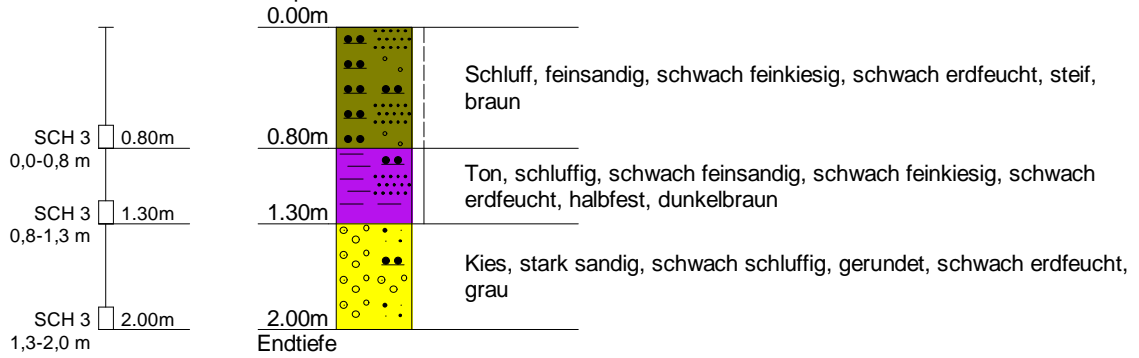 0.00m
Schluff, feinsandig, schwach feinkiesig, schwach erdfeucht, steif,
braun
SCH 3 0.80m 0.80m
0,0-0,8 m
Ton, schluffig, schwach feinsandig, schwach feinkiesig, schwach
erdfeucht, halbfest, dunkelbraun
SCH 3 1.30m 1.30m
0,8-1,3 m
Kies, stark sandig, schwach schluffig, gerundet, schwach erdfeucht,
grau
SCH 3 2.00m 2.00m
1,3-2,0 m Endtiefe